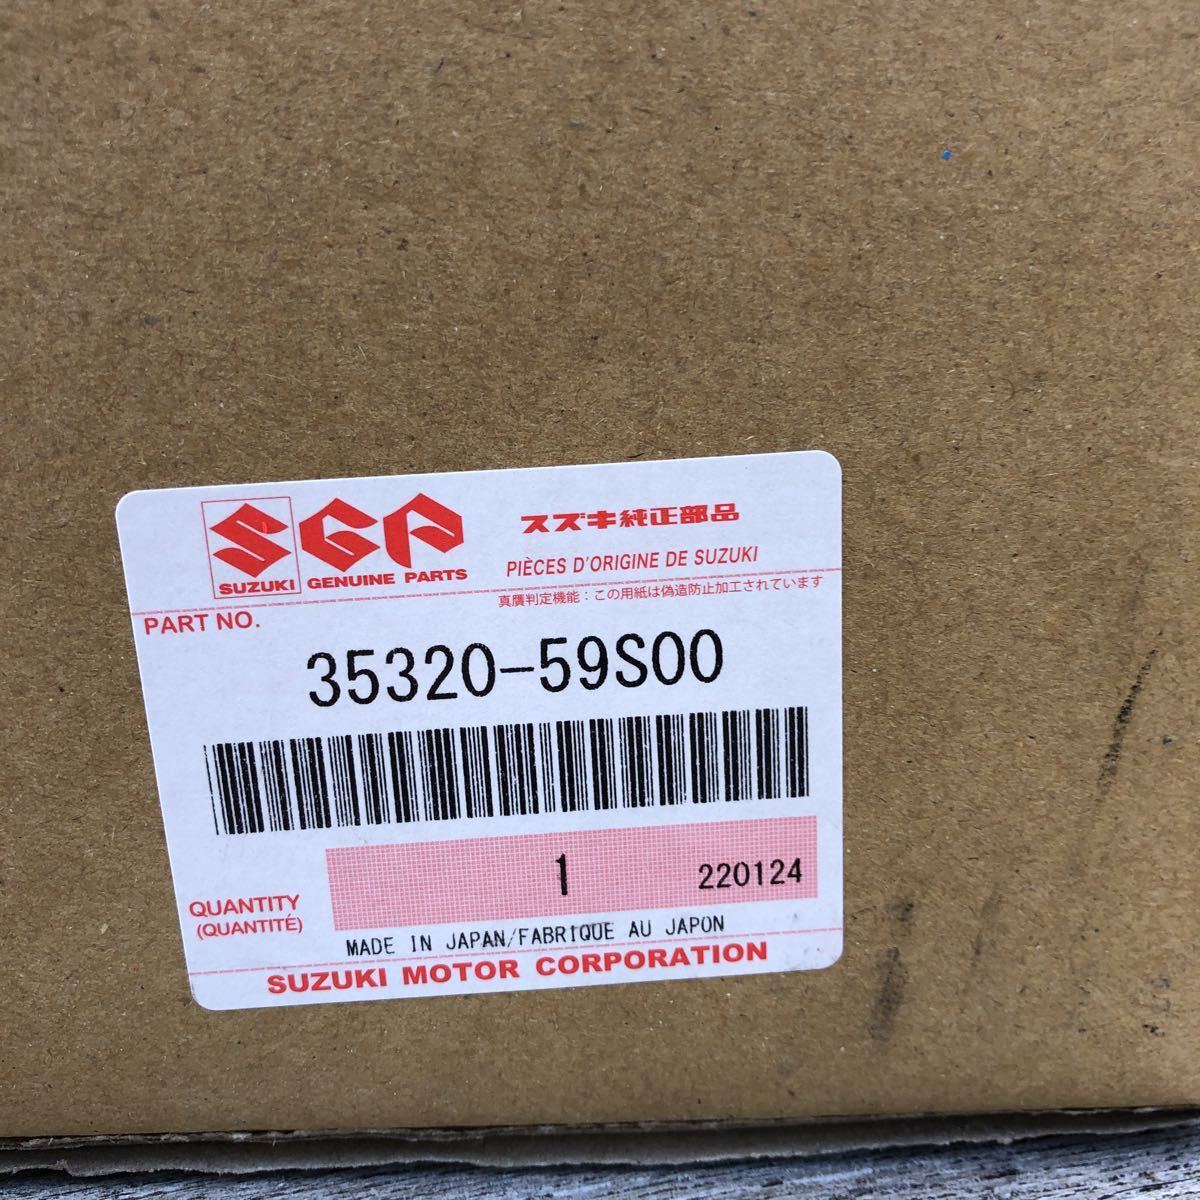 SGP スズキ純正部品
SUZUKI GENUINE PARTS PIÈCES D'ORIGINE DE SUZUKI
真贋判定機能：この用紙は偽造防止加工されています
PART NO.
35320-59S00
1 220124
QUANTITY
(QUANTITÉ)
MADE IN JAPAN/FABRIQUE AU JAPON
SUZUKI MOTOR CORPORATION